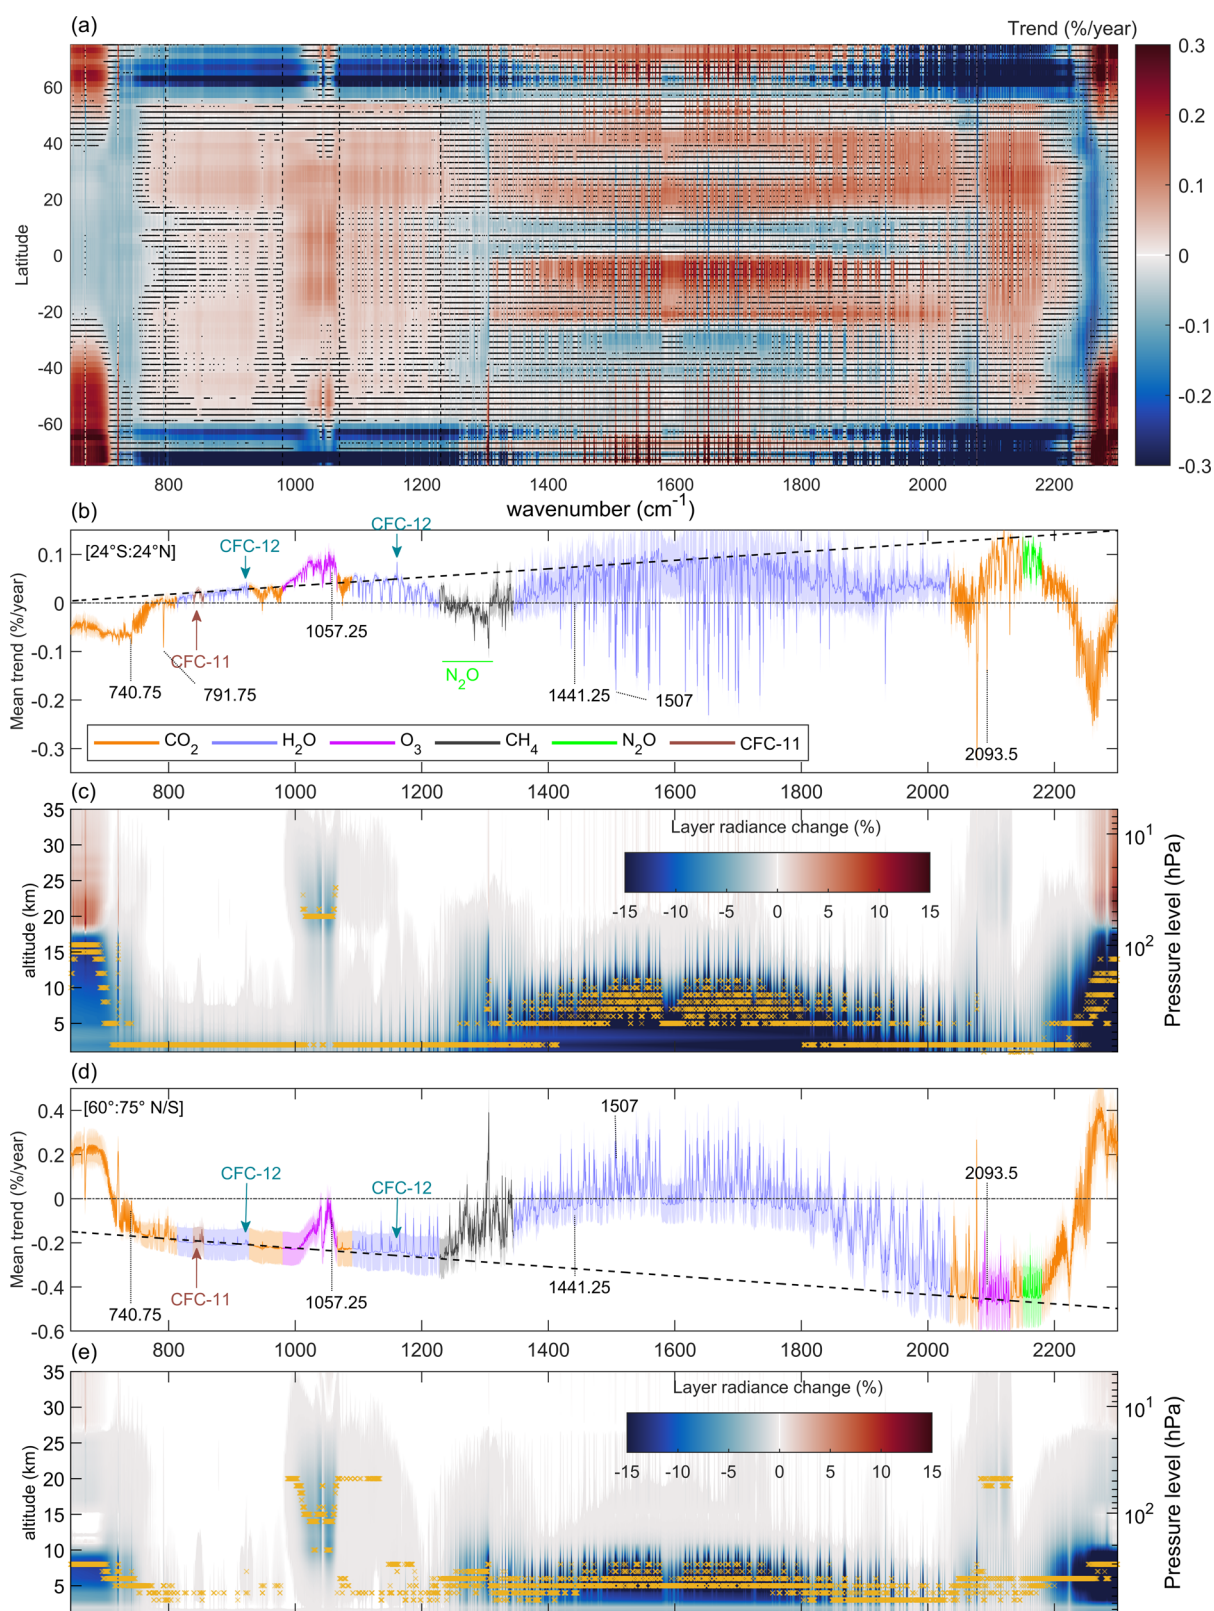 (a)
Trend (%/year)
Latitude
60
40
20
0
-20
-40
-60
0.3
0.2
0.1
0
-0.1
-0.2
-0.3
800 1000 1200 1400 1600 1800 2000 2200
wavenumber (cm-1)
(b)
[24°S:24°N]
Mean trend (%/year)
0.1
0
-0.1
-0.2
-0.3
CFC-12
CFC-12
CFC-11
1057.25
N2O
740.75
791.75
1441.25
1507
2093.5
CO2 H2O O3 CH4 N2O CFC-11
800 1000 1200 1400 1600 1800 2000 2200
(c)
altitude (km)
35
30
25
20
15
10
5
Layer radiance change (%)
-15 -10 -5 0 5 10 15
Pressure level (hPa)
10^1
10^2
(d)
[60°:75° N/S]
Mean trend (%/year)
0.4
0.2
0
-0.2
-0.4
-0.6
1507
CFC-12
CFC-12
2093.5
CFC-11
740.75
1057.25
1441.25
800 1000 1200 1400 1600 1800 2000 2200
(e)
altitude (km)
35
30
25
20
15
10
5
Layer radiance change (%)
-15 -10 -5 0 5 10 15
Pressure level (hPa)
10^1
10^2